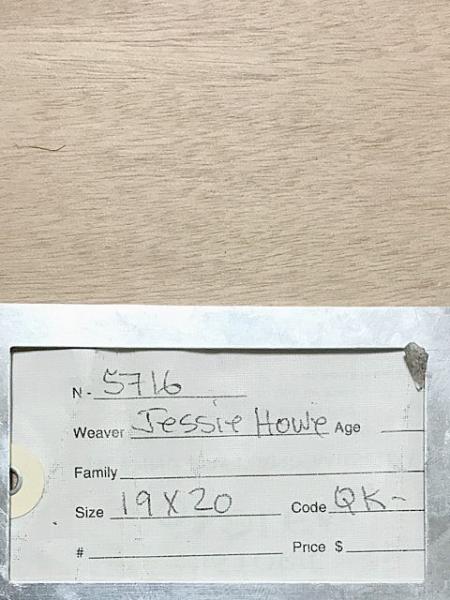 N- 5716
Weaver Jessie Howe Age
Family
Size 19 X 20 Code QK-
# Price $